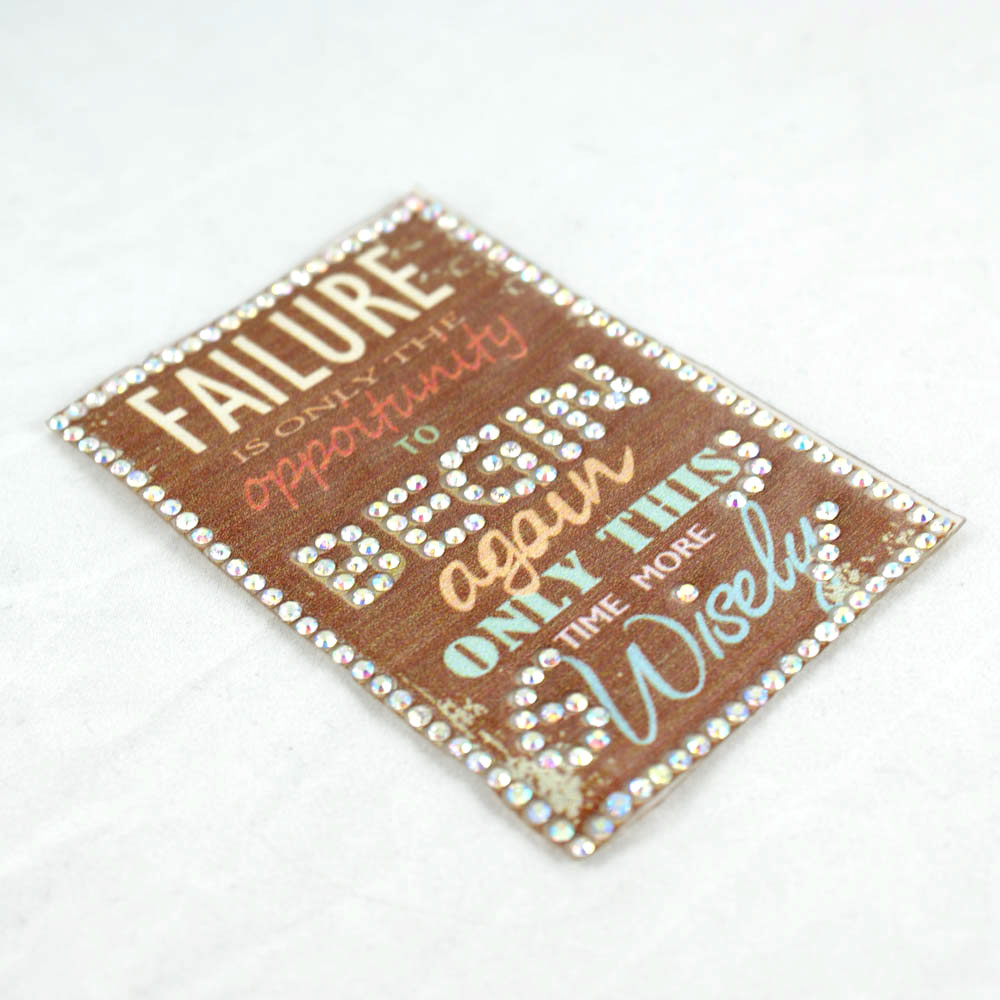 FAILURE
IS ONLY THE
opportunity
TO
BEGIN
again
ONLY THIS
TIME MORE
Wisely